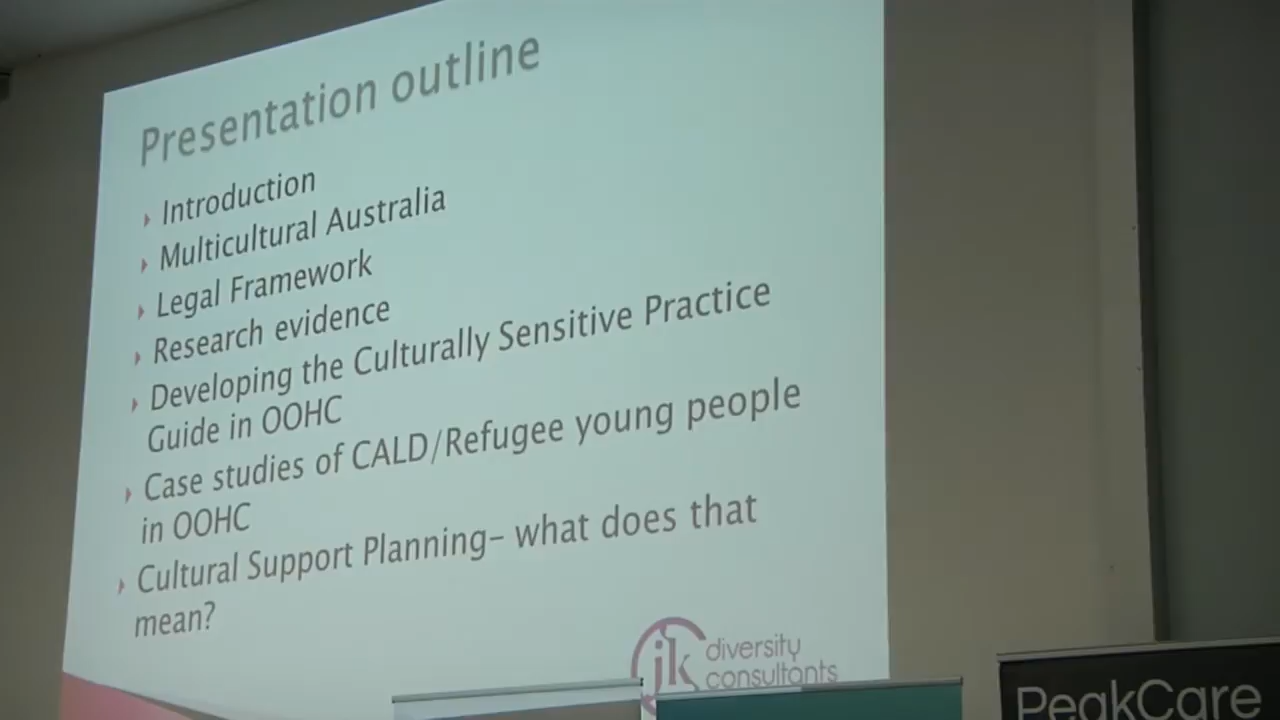 Presentation outline
Introduction
Multicultural Australia
Legal Framework
Research evidence
Developing the Culturally Sensitive Practice
Guide in OOHC
Case studies of CALD/Refugee young people
in OOHC
Cultural Support Planning- what does that
mean?
jk diversity
consultants
PeakCare